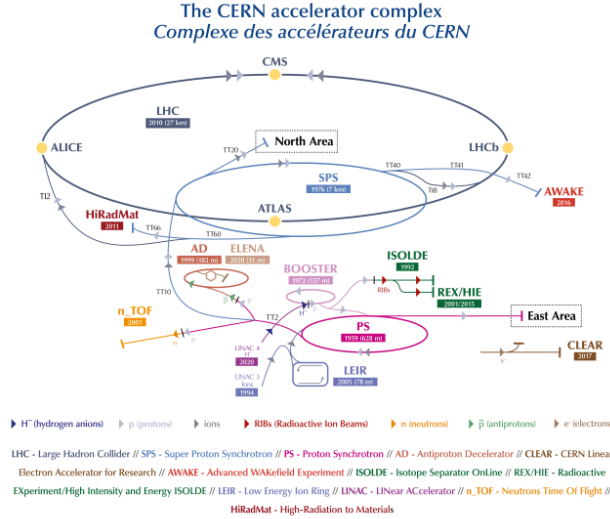 The CERN accelerator complex
Complexe des accélérateurs du CERN
CMS
LHC
2010 (27 km)
North Area
TT20
ALICE
LHCb
TT40
TT41
SPS
1976 (7 km)
TI8
TT42
TI2
AWAKE
2016
ATLAS
HiRadMat
2011
TT66
TT60
AD
1999 (182 m)
ELENA
2020 (31 m)
ISOLDE
1992
BOOSTER
1972 (157 m)
RIBs
REX/HIE
2001/2015
TT10
p
p
H⁻
p
n_TOF
2001
TT2
East Area
n
p
PS
1959 (628 m)
LINAC 4
H⁻
2020
CLEAR
2017
e⁻
LINAC 3
Ions
1994
LEIR
2005 (78 m)
H⁻ (hydrogen anions)
p (protons)
ions
RIBs (Radioactive Ion Beams)
n (neutrons)
p̄ (antiprotons)
e⁻ (electrons
LHC - Large Hadron Collider // SPS - Super Proton Synchrotron // PS - Proton Synchrotron // AD - Antiproton Decelerator // CLEAR - CERN Linea
Electron Accelerator for Research // AWAKE - Advanced WAKefield Experiment // ISOLDE - Isotope Separator OnLine // REX/HIE - Radioactive
EXperiment/High Intensity and Energy ISOLDE // LEIR - Low Energy Ion Ring // LINAC - LINear ACcelerator // n_TOF - Neutrons Time Of Flight //
HiRadMat - High-Radiation to Materials